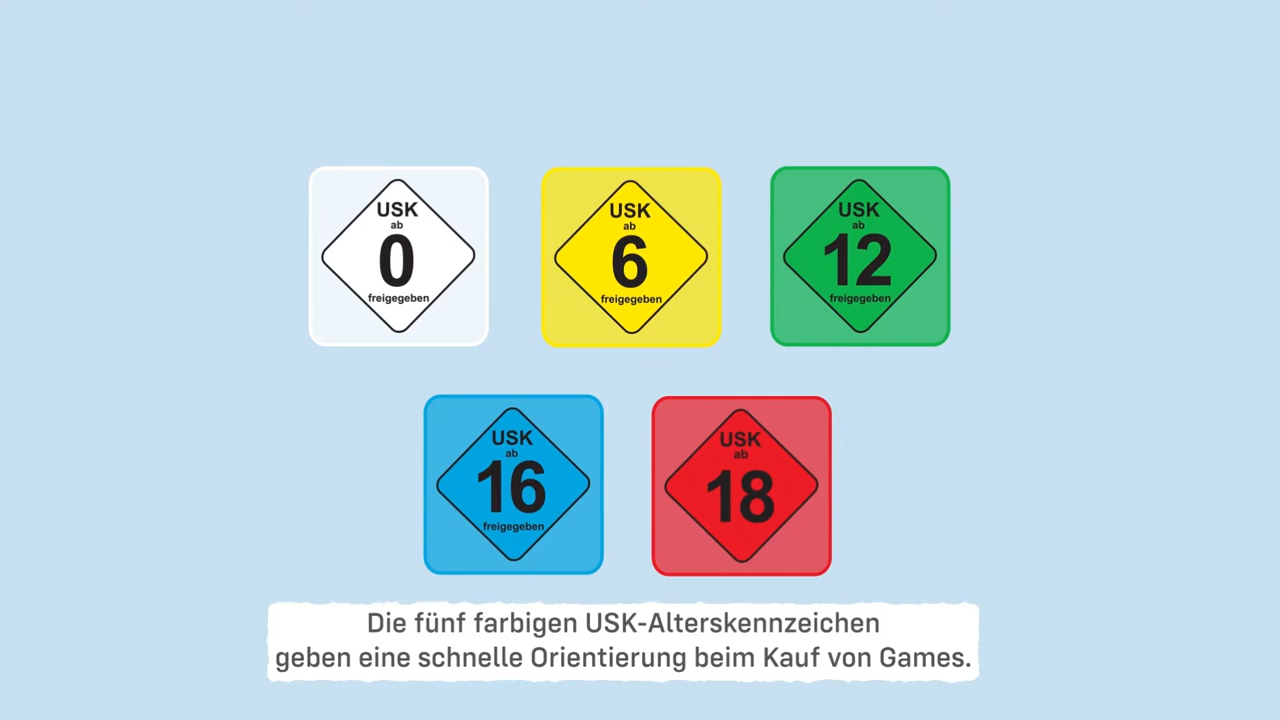 USK
ab
0
freigegeben
USK
ab
6
freigegeben
USK
ab
12
freigegeben
USK
ab
16
freigegeben
USK
ab
18
Die fünf farbigen USK-Alterskennzeichen
geben eine schnelle Orientierung beim Kauf von Games.